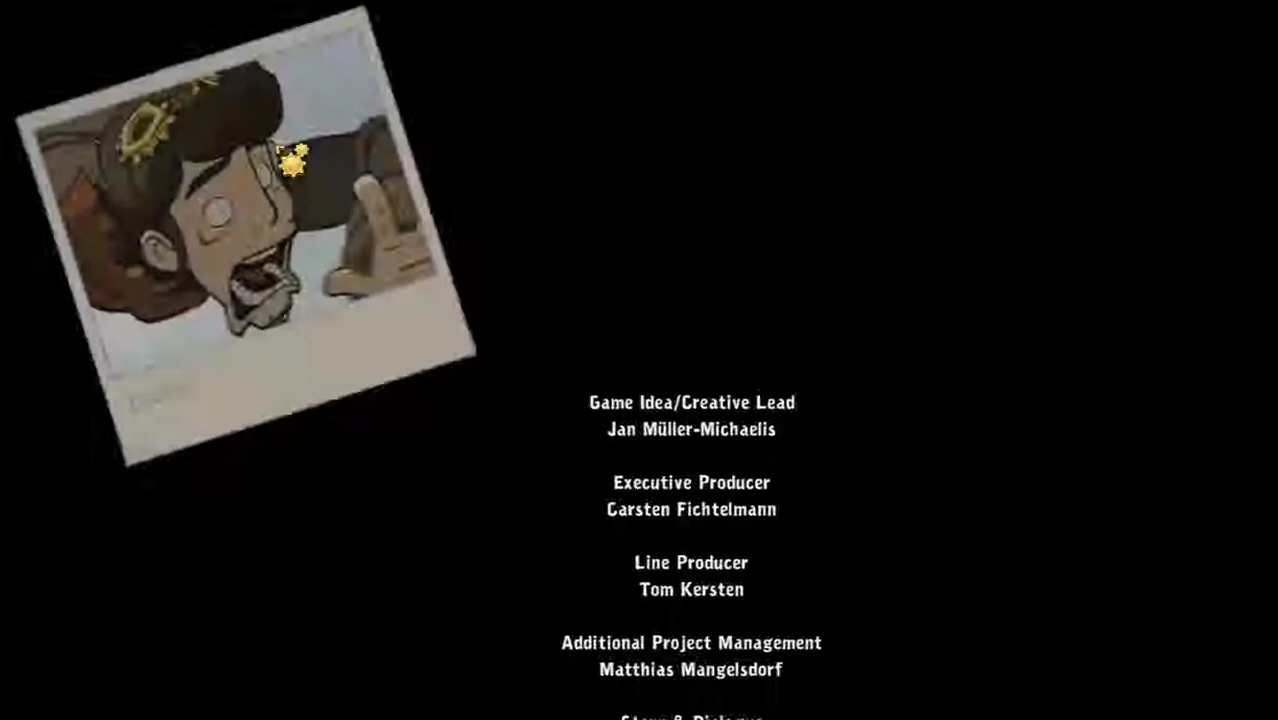 Game Idea/Creative Lead
Jan Müller-Michaelis
Executive Producer
Carsten Fichtelmann
Line Producer
Tom Kersten
Additional Project Management
Matthias Mangelsdorf